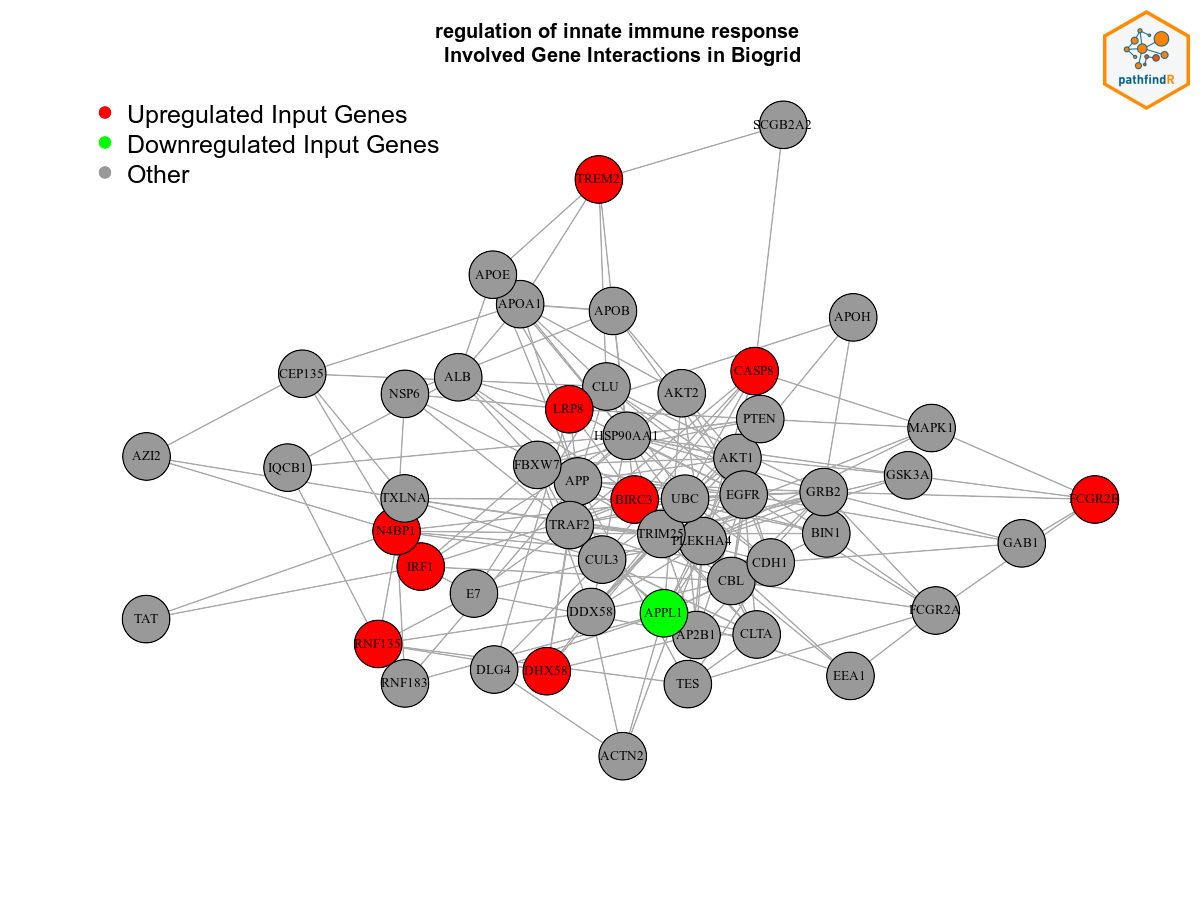 regulation of innate immune response
Involved Gene Interactions in Biogrid
pathfindR
Upregulated Input Genes
Downregulated Input Genes
Other
SCGB2A2
TREM2
APOE
APOA1
APOB
APOH
CEP135
ALB
NSP6
CLU
LRP8
AKT2
CASP8
PTEN
MAPK1
HSP90AA1
AZI2
IQCB1
FBXW7
APP
AKT1
GSK3A
TXLNA
BIRC3
UBC
EGFR
GRB2
FCGR2B
N4BP1
TRAF2
TRIM25
PLEKHA4
BIN1
GAB1
IRF1
CUL3
CBL
CDH1
E7
DDX58
APPL1
FCGR2A
TAT
AP2B1
CLTA
RNF135
RNF183
DLG4
DHX58
TES
EEA1
ACTN2